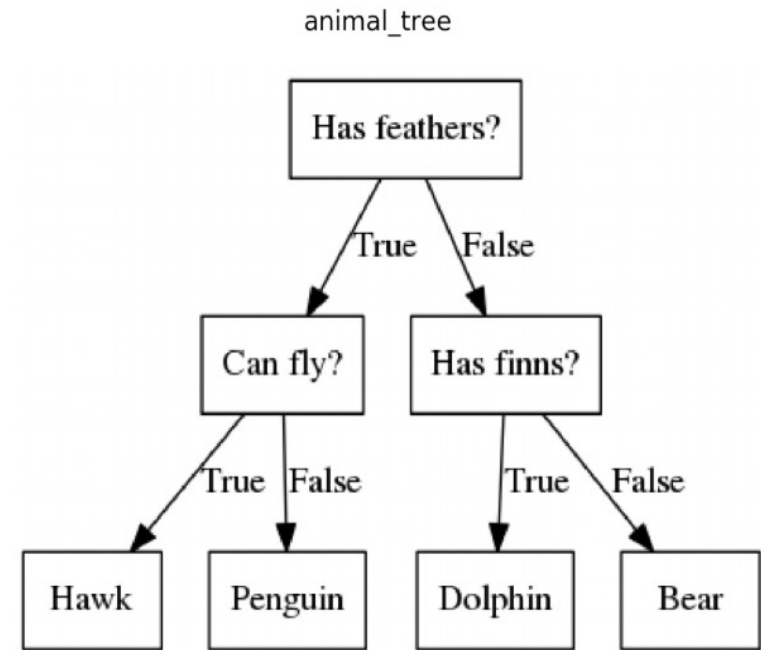 animal_tree
Has feathers?
True
False
Can fly?
Has finns?
True
False
True
False
Hawk
Penguin
Dolphin
Bear